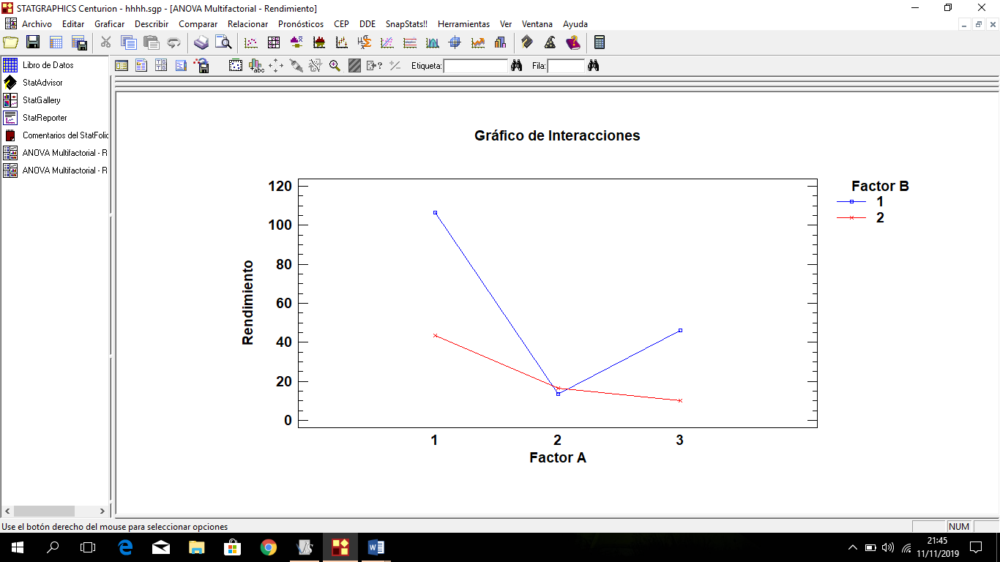 STATGRAPHICS Centurion - hhhh.sgp - [ANOVA Multifactorial - Rendimiento]
Archivo Editar Graficar Describir Comparar Relacionar Pronósticos CEP DDE SnapStats!! Herramientas Ver Ventana Ayuda
Etiqueta: Fila:
Libro de Datos
StatAdvisor
StatGallery
StatReporter
Comentarios del StatFolio
ANOVA Multifactorial - R
ANOVA Multifactorial - R
Gráfico de Interacciones
Factor B
1
2
120
100
80
60
40
20
0
Rendimiento
1 2 3
Factor A
Use el botón derecho del mouse para seleccionar opciones
NUM
21:45
11/11/2019